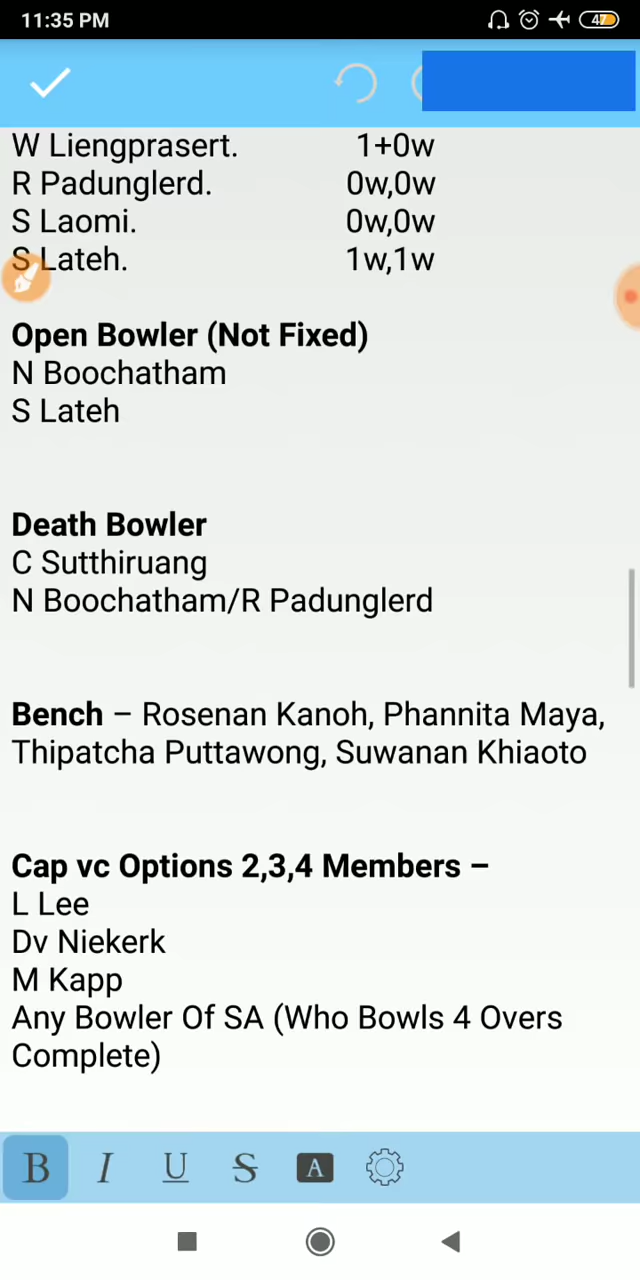 11:35 PM
47
W Liengprasert. 1+0w
R Padunglerd. 0w,0w
S Laomi. 0w,0w
S Lateh. 1w,1w
Open Bowler (Not Fixed)
N Boochatham
S Lateh
Death Bowler
C Sutthiruang
N Boochatham/R Padunglerd
Bench – Rosenan Kanoh, Phannita Maya,
Thipatcha Puttawong, Suwanan Khiaoto
Cap vc Options 2,3,4 Members –
L Lee
Dv Niekerk
M Kapp
Any Bowler Of SA (Who Bowls 4 Overs
Complete)
B I U S A